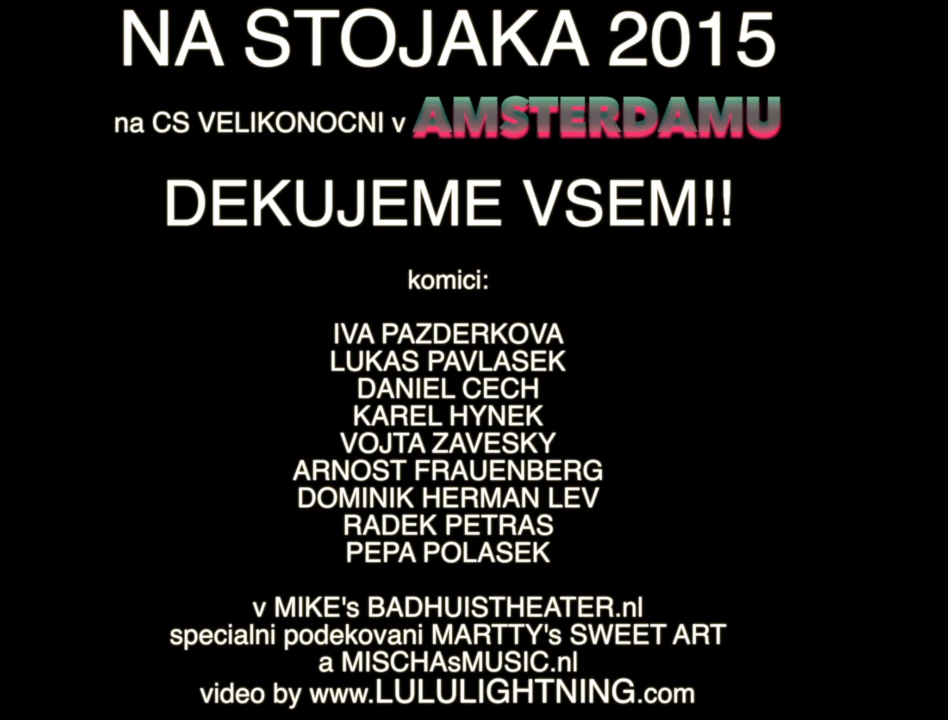 NA STOJAKA 2015
na CS VELIKONOCNI v AMSTERDAMU
DEKUJEME VSEM!!
komici:
IVA PAZDERKOVA
LUKAS PAVLASEK
DANIEL CECH
KAREL HYNEK
VOJTA ZAVESKY
ARNOST FRAUENBERG
DOMINIK HERMAN LEV
RADEK PETRAS
PEPA POLASEK
v MIKE's BADHUISTHEATER.nl
specialni podekovani MARTTY's SWEET ART
a MISCHAsMUSIC.nl
video by www.LULULIGHTNING.com